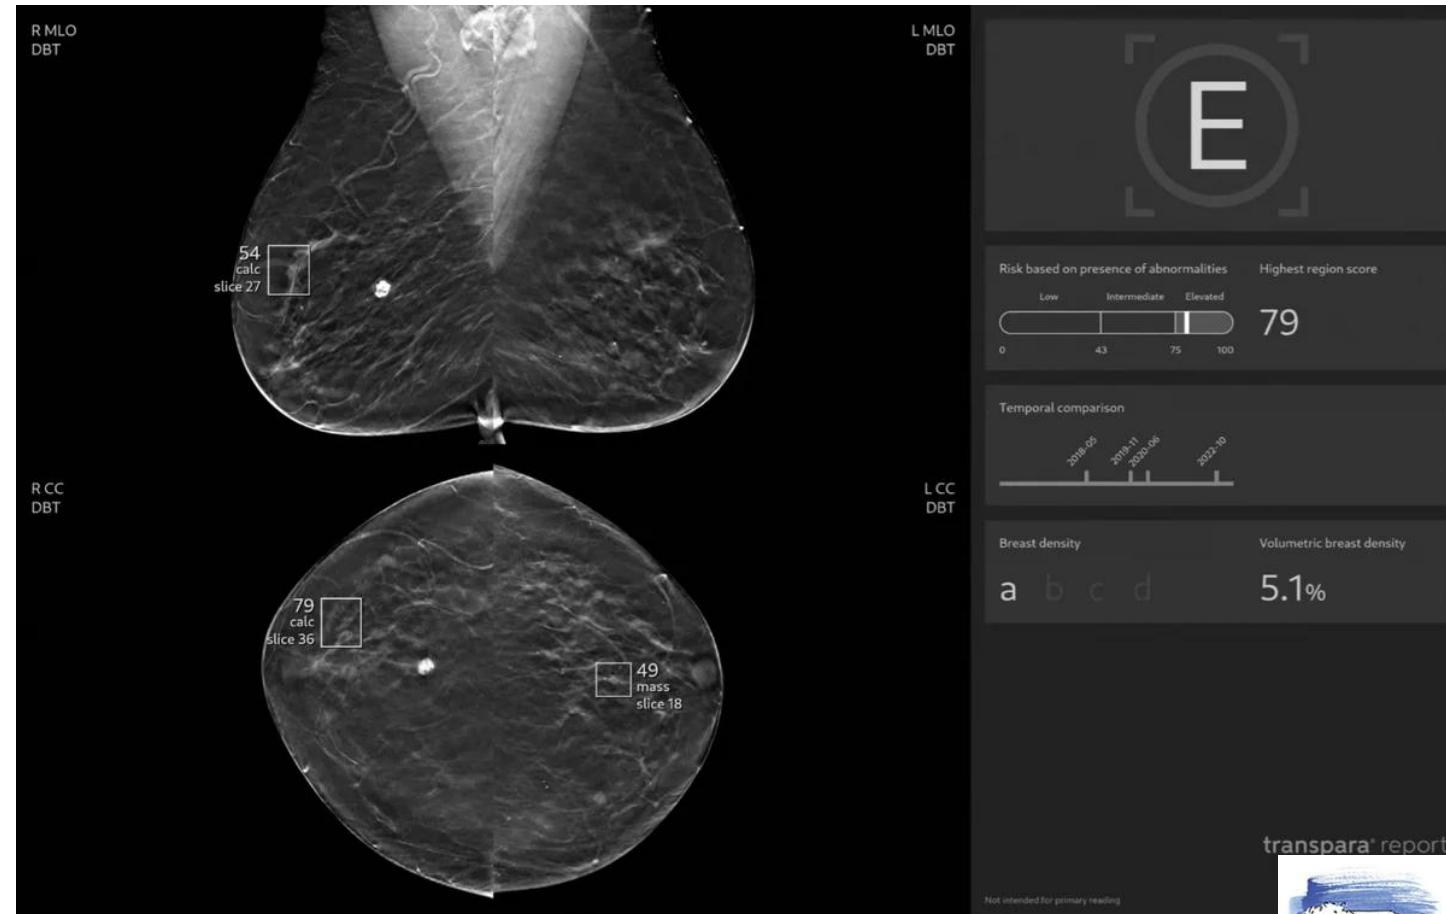 R MLO
DBT
L MLO
DBT
54
calc
slice 27
R CC
DBT
L CC
DBT
79
calc
slice 36
49
mass
slice 18
E
Risk based on presence of abnormalities
Highest region score
Low Intermediate Elevated
79
0 43 75 100
Temporal comparison
2018-05 2019-11 2020-06 2022-10
Breast density
Volumetric breast density
a b c d
5.1%
transpara® report
Not intended for primary reading